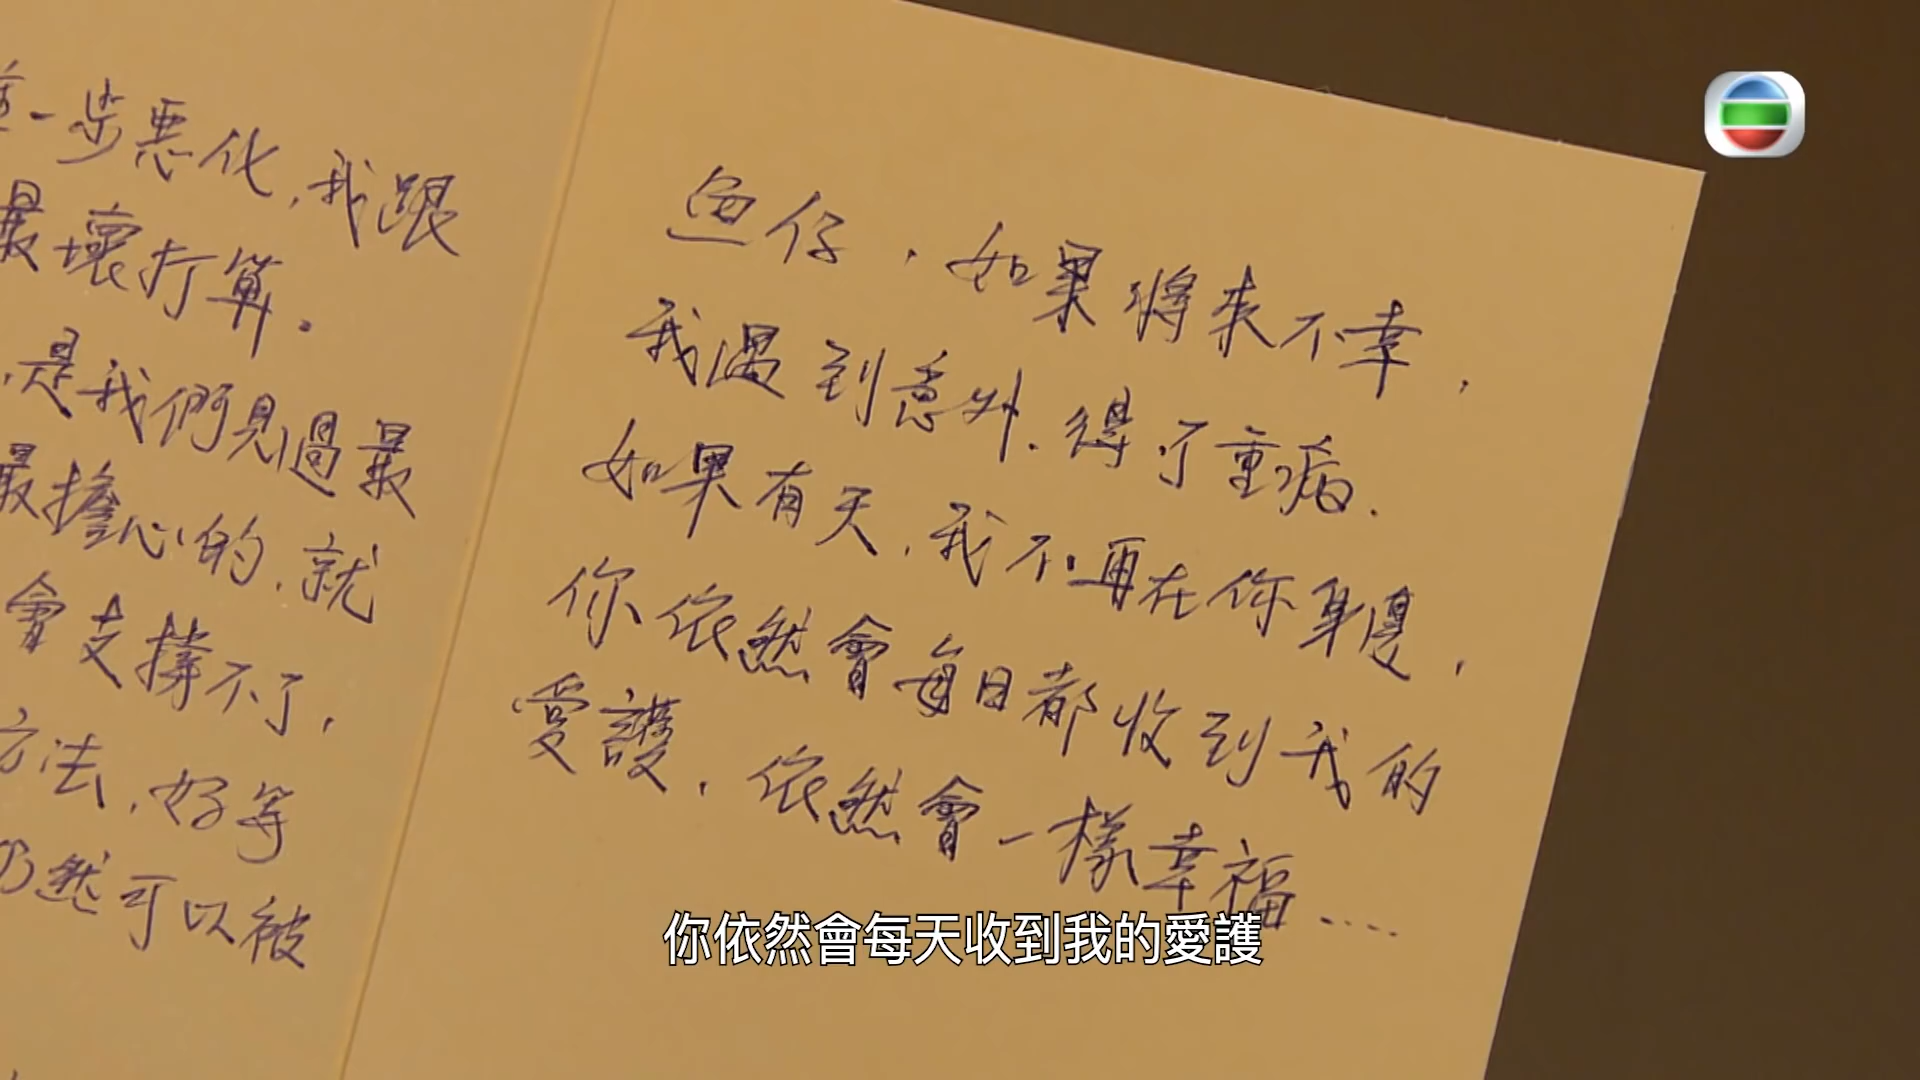 一步惡化，我跟
最壞打算。
，是我們見過最
最擔心的，就
會支撐不了，
方法，好等
仍然可以被
魚仔，如果將來不幸，
我遇到意外，得了重病，
如果有天，我不再在你身邊，
你依然會每日都收到我的
愛護，依然會一樣幸福....
你依然會每天收到我的愛護